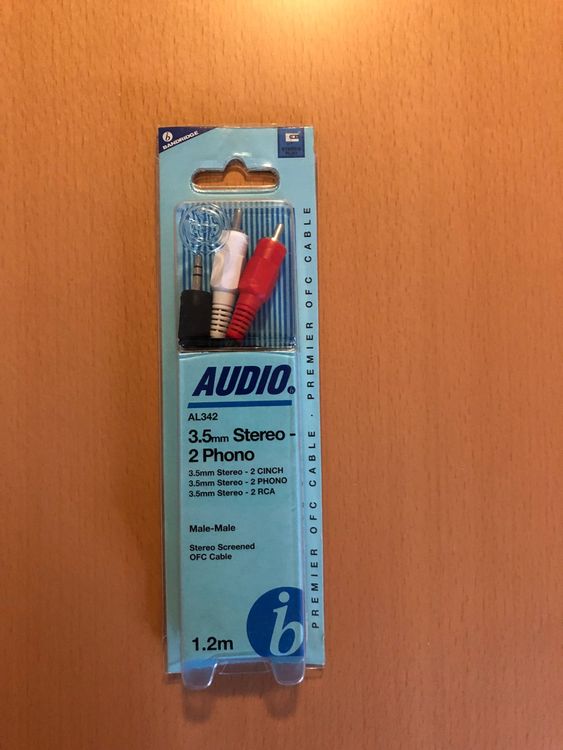 BANDRIDGE
AUDIO
AL342
3.5mm Stereo -
2 Phono
3.5mm Stereo - 2 CINCH
3.5mm Stereo - 2 PHONO
3.5mm Stereo - 2 RCA
Male-Male
Stereo Screened
OFC Cable
1.2m
b
PREMIER OFC CABLE · PREMIER OFC CABLE